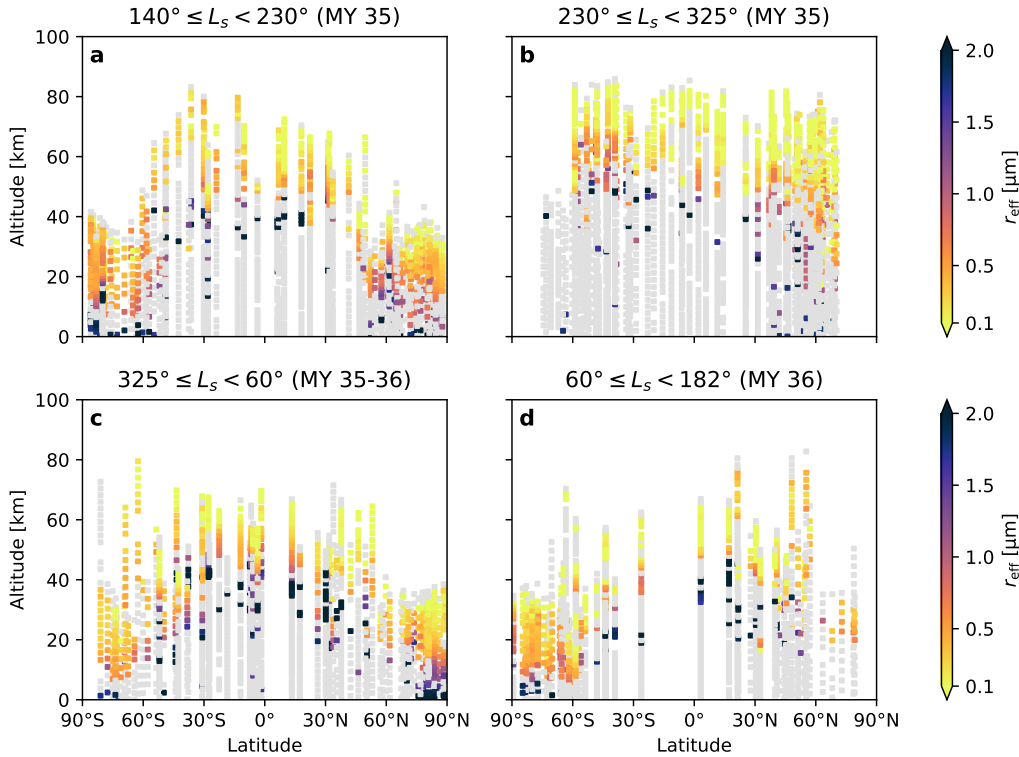 140° ≤ Ls < 230° (MY 35)
230° ≤ Ls < 325° (MY 35)
a
b
100
80
60
40
20
0
Altitude [km]
2.0
1.5
1.0
0.5
0.1
reff [μm]
325° ≤ Ls < 60° (MY 35-36)
60° ≤ Ls < 182° (MY 36)
c
d
100
80
60
40
20
0
Altitude [km]
90°S 60°S 30°S 0° 30°N 60°N 90°N
Latitude
90°S 60°S 30°S 0° 30°N 60°N 90°N
Latitude
2.0
1.5
1.0
0.5
0.1
reff [μm]